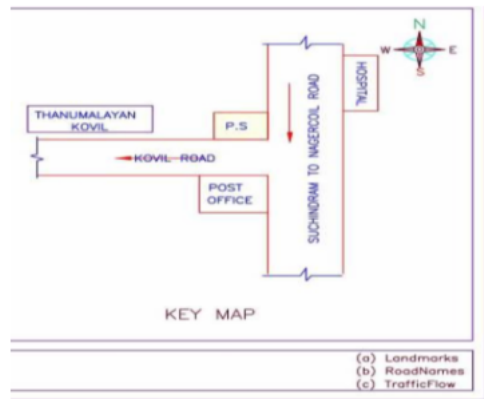 N
W E
S
HOSPITAL
SUCHINDRAM TO NAGERCOIL ROAD
THANUMALAYAN
KOVIL
P.S
KOVIL ROAD
POST
OFFICE
KEY MAP
(a) Landmarks
(b) RoadNames
(c) TrafficFlow